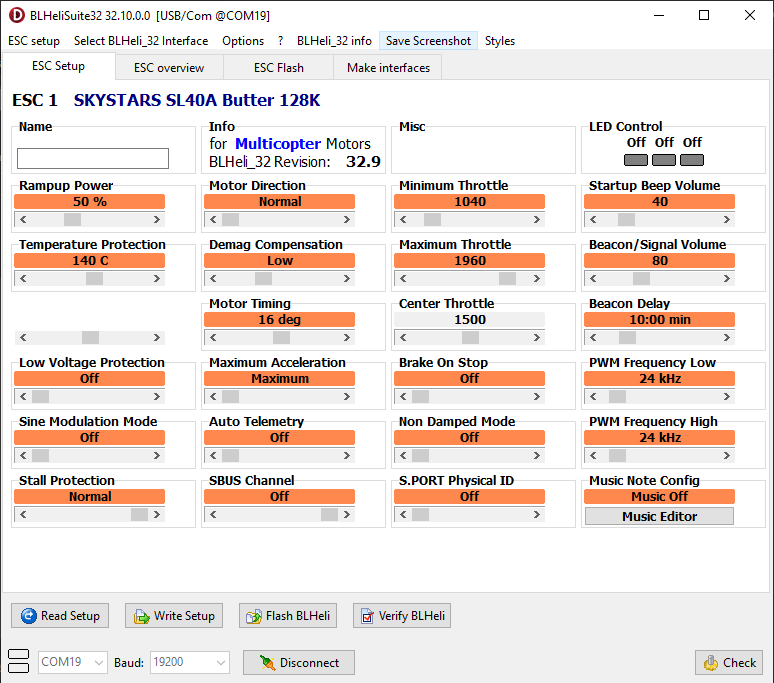 BLHeliSuite32 32.10.0.0 [USB/Com @COM19]
ESC setup Select BLHeli_32 Interface Options ? BLHeli_32 info Save Screenshot Styles
ESC Setup ESC overview ESC Flash Make interfaces
ESC 1 SKYSTARS SL40A Butter 128K
Name Info Misc LED Control
for Multicopter Motors Off Off Off
BLHeli_32 Revision: 32.9
Rampup Power Motor Direction Minimum Throttle Startup Beep Volume
50 % Normal 1040 40
Temperature Protection Demag Compensation Maximum Throttle Beacon/Signal Volume
140 C Low 1960 80
Motor Timing Center Throttle Beacon Delay
16 deg 1500 10:00 min
Low Voltage Protection Maximum Acceleration Brake On Stop PWM Frequency Low
Off Maximum Off 24 kHz
Sine Modulation Mode Auto Telemetry Non Damped Mode PWM Frequency High
Off Off Off 24 kHz
Stall Protection SBUS Channel S.PORT Physical ID Music Note Config
Normal Off Off Music Off
Music Editor
Read Setup Write Setup Flash BLHeli Verify BLHeli
COM19 Baud: 19200 Disconnect Check